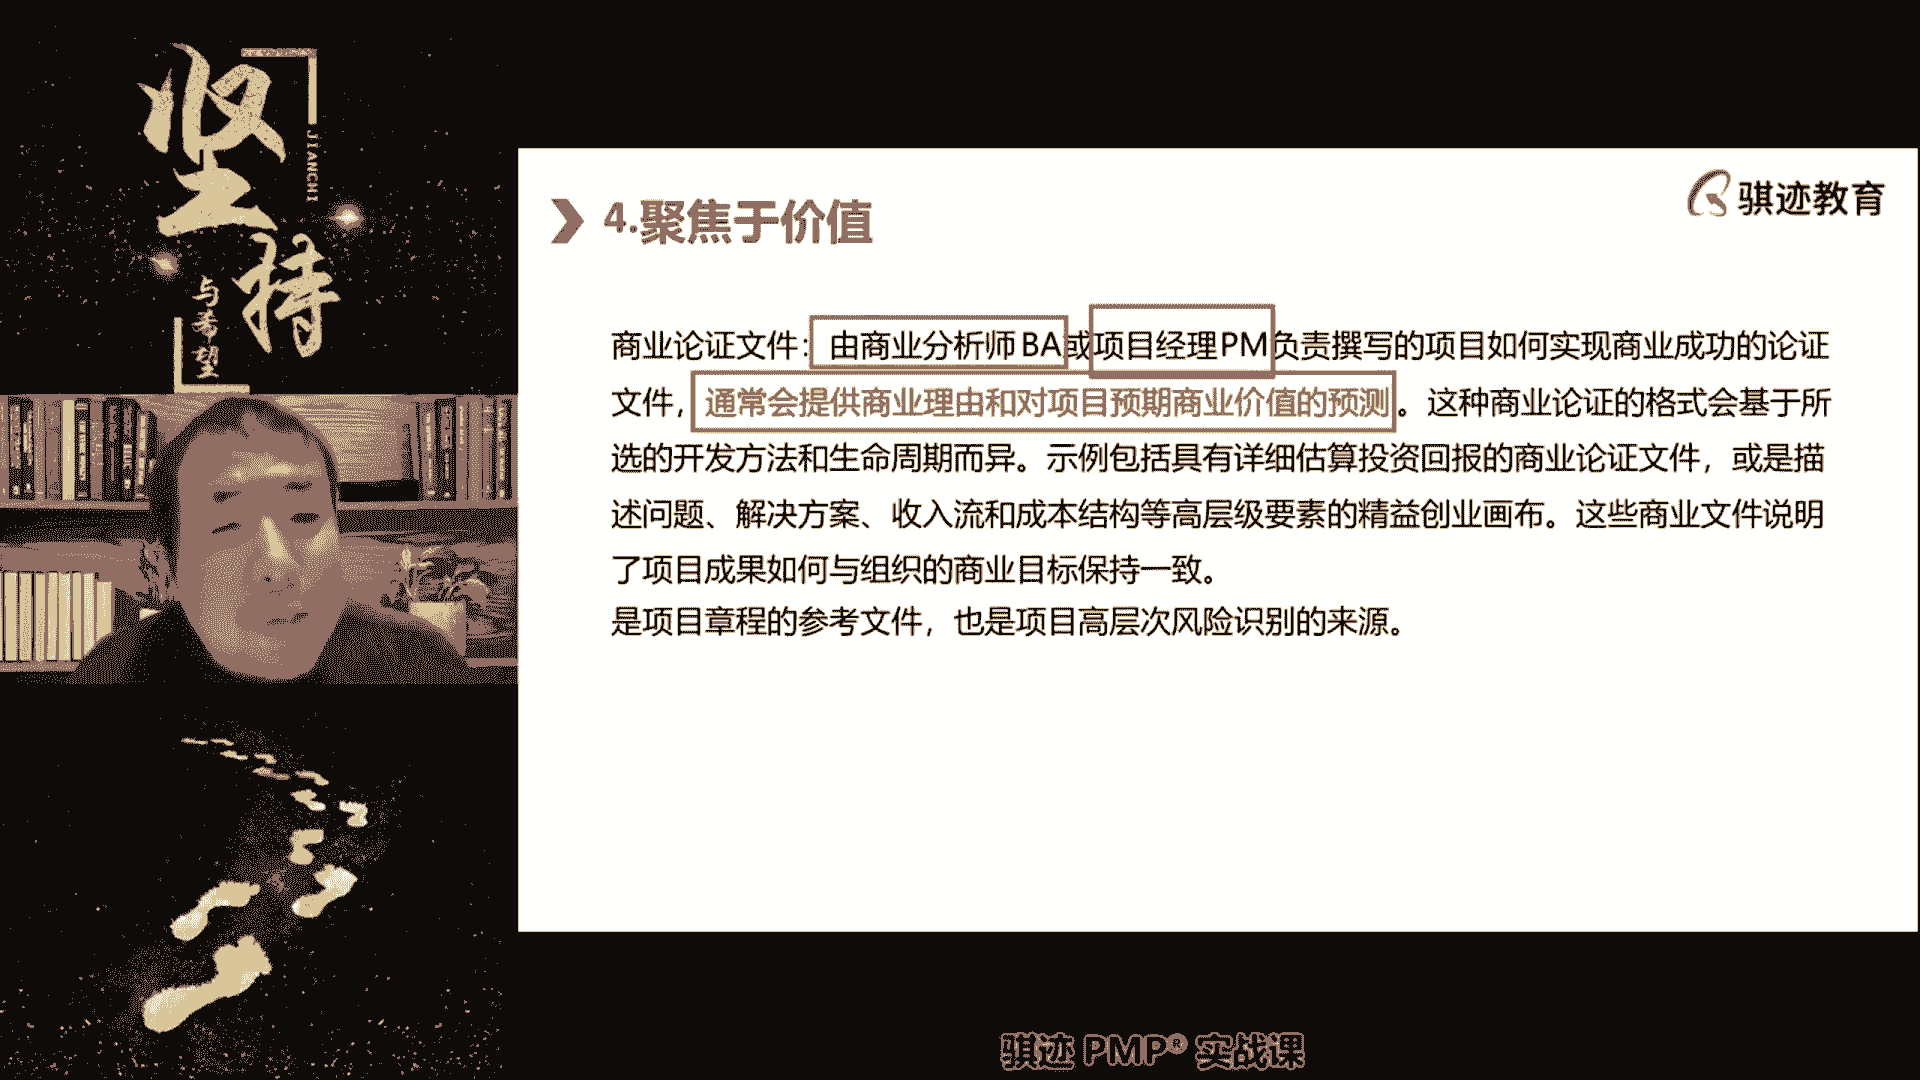 坚持
JIANCHI
与希望
骐迹教育
4.聚焦于价值
商业论证文件：由商业分析师BA或项目经理PM负责撰写的项目如何实现商业成功的论证
文件，通常会提供商业理由和对项目预期商业价值的预测。这种商业论证的格式会基于所
选的开发方法和生命周期而异。示例包括具有详细估算投资回报的商业论证文件，或是描
述问题、解决方案、收入流和成本结构等高层级要素的精益创业画布。这些商业文件说明
了项目成果如何与组织的商业目标保持一致。
是项目章程的参考文件，也是项目高层次风险识别的来源。
骐迹 PMP® 实战课